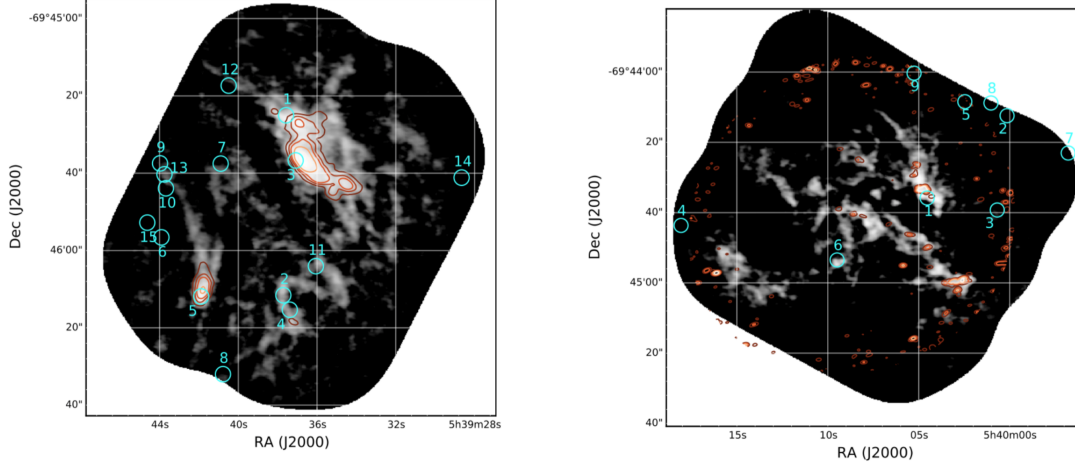 -69°45'00"
20"
40"
46'00"
20"
40"
Dec (J2000)
44s
40s
36s
32s
5h39m28s
RA (J2000)
12
1
9
13
7
3
14
10
15
6
11
2
5
4
8
-69°44'00"
20"
40"
45'00"
20"
40"
Dec (J2000)
15s
10s
05s
5h40m00s
RA (J2000)
9
8
5
2
7
1
4
3
6